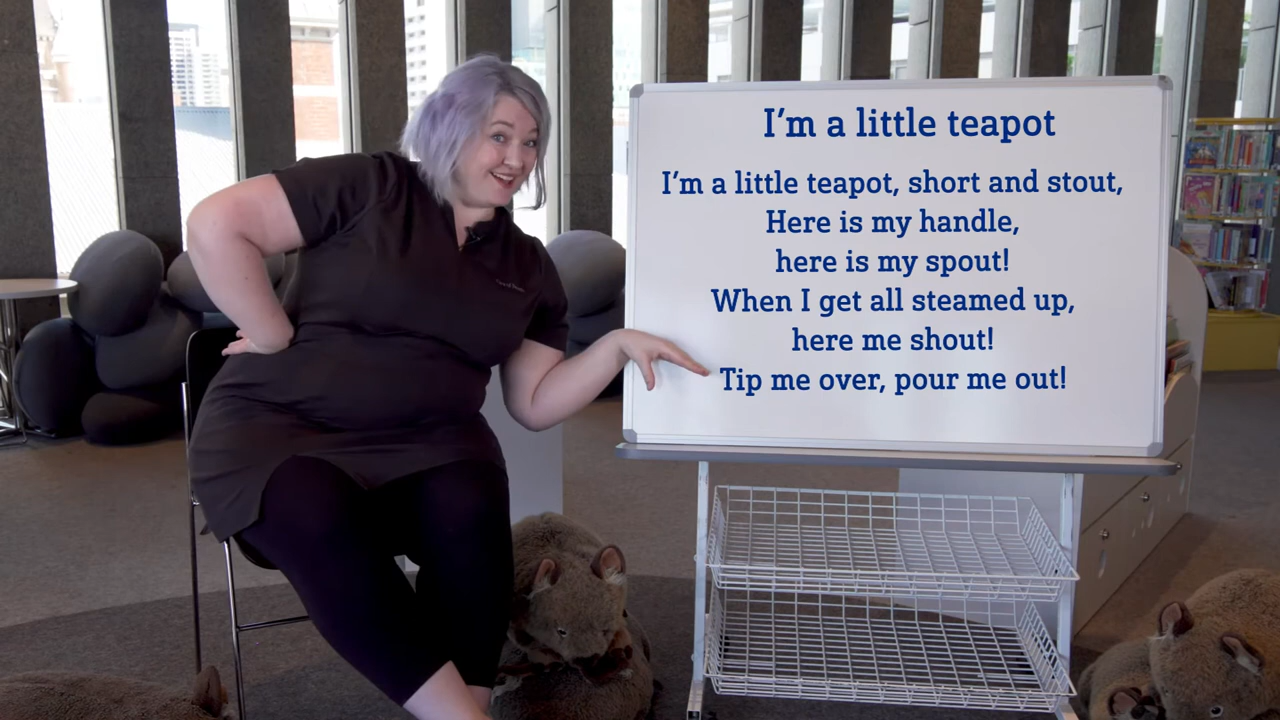 I'm a little teapot
I'm a little teapot, short and stout,
Here is my handle,
here is my spout!
When I get all steamed up,
here me shout!
Tip me over, pour me out!